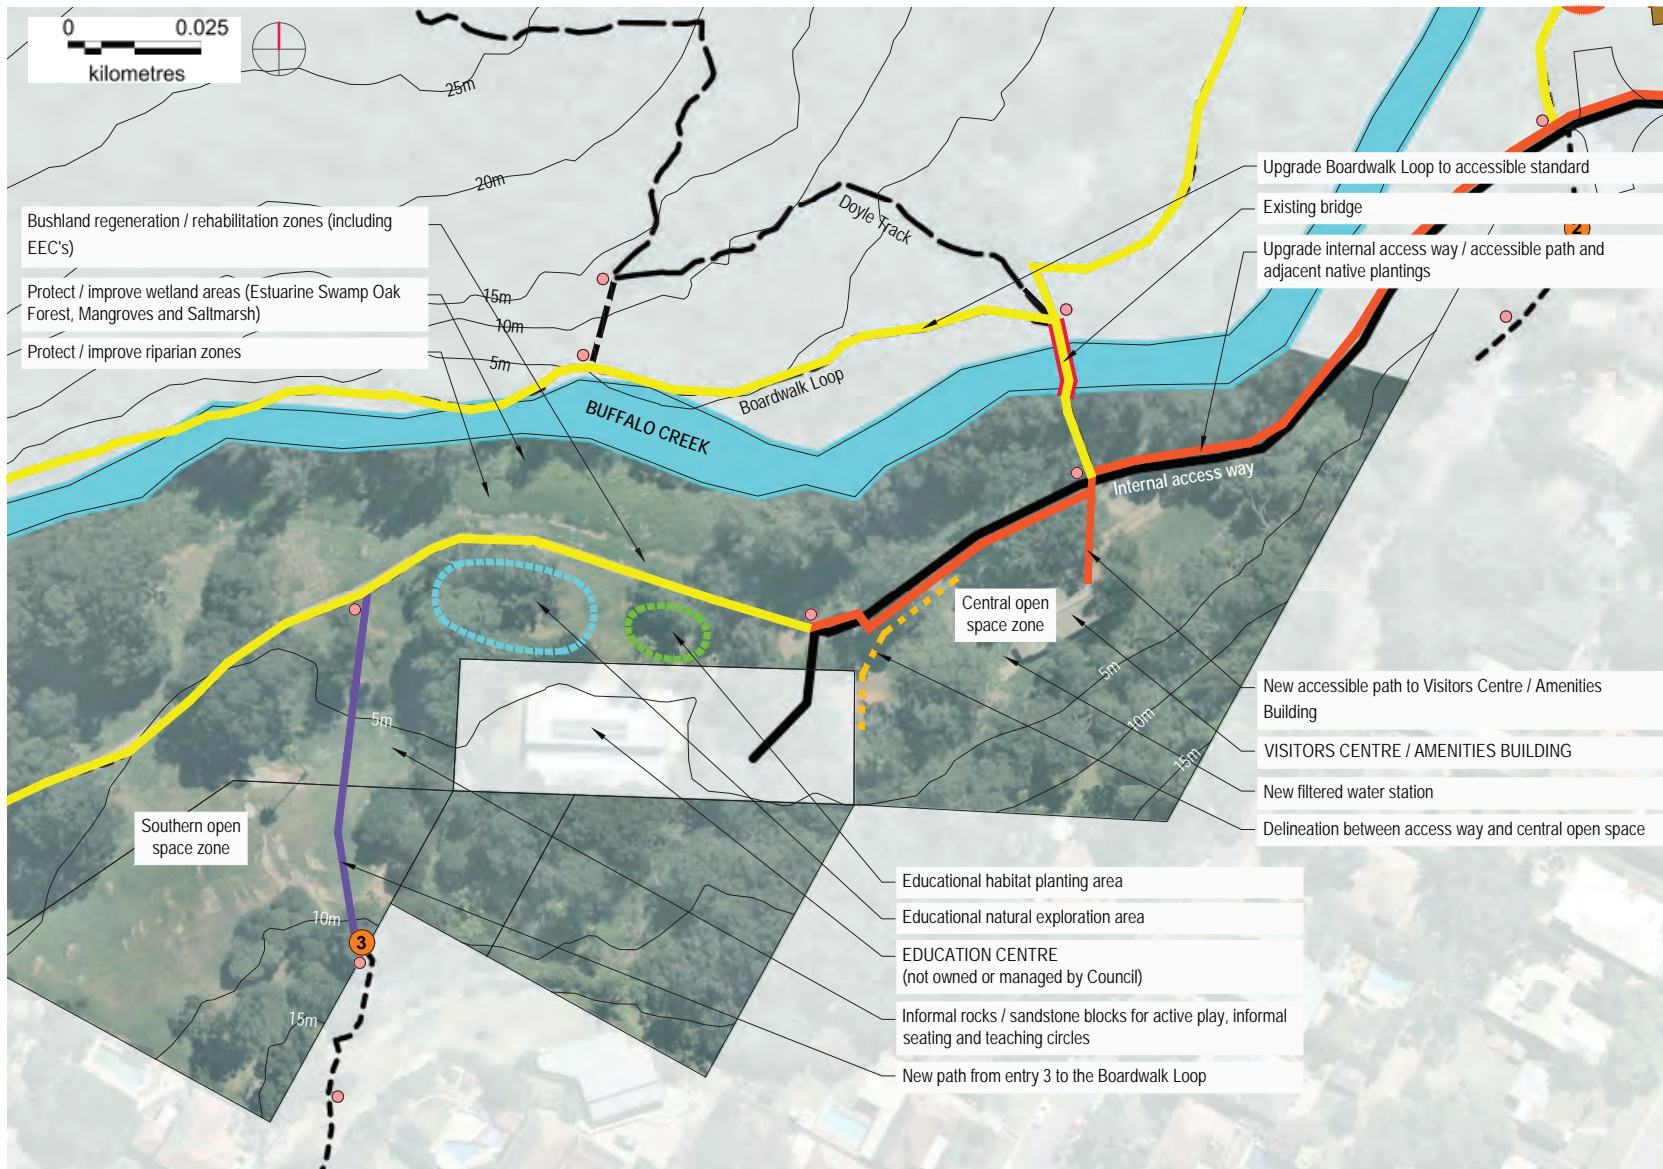 0 0.025
kilometres
25m
20m
15m
10m
5m
Doyle Track
Boardwalk Loop
BUFFALO CREEK
Internal access way
Bushland regeneration / rehabilitation zones (including
EEC's)
Protect / improve wetland areas (Estuarine Swamp Oak
Forest, Mangroves and Saltmarsh)
Protect / improve riparian zones
Upgrade Boardwalk Loop to accessible standard
Existing bridge
2
Upgrade internal access way / accessible path and
adjacent native plantings
Central open
space zone
5m
10m
15m
New accessible path to Visitors Centre / Amenities
Building
VISITORS CENTRE / AMENITIES BUILDING
New filtered water station
Delineation between access way and central open space
5m
Southern open
space zone
10m
3
15m
Educational habitat planting area
Educational natural exploration area
EDUCATION CENTRE
(not owned or managed by Council)
Informal rocks / sandstone blocks for active play, informal
seating and teaching circles
New path from entry 3 to the Boardwalk Loop